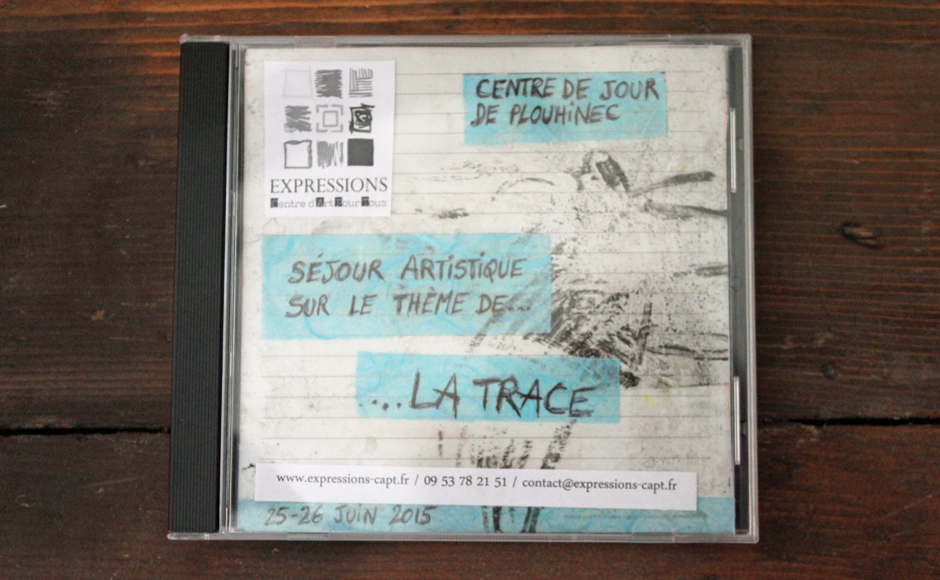 CENTRE DE JOUR
DE PLOUHiNEC
EXPRESSIONS
Centre d'Art Pour Tous
SÉJOUR ARTiSTiQUE
SUR LE THÈME DE...
....LA TRACE
www.expressions-capt.fr / 09 53 78 21 51 / contact@expressions-capt.fr
25-26 JUiN 2015